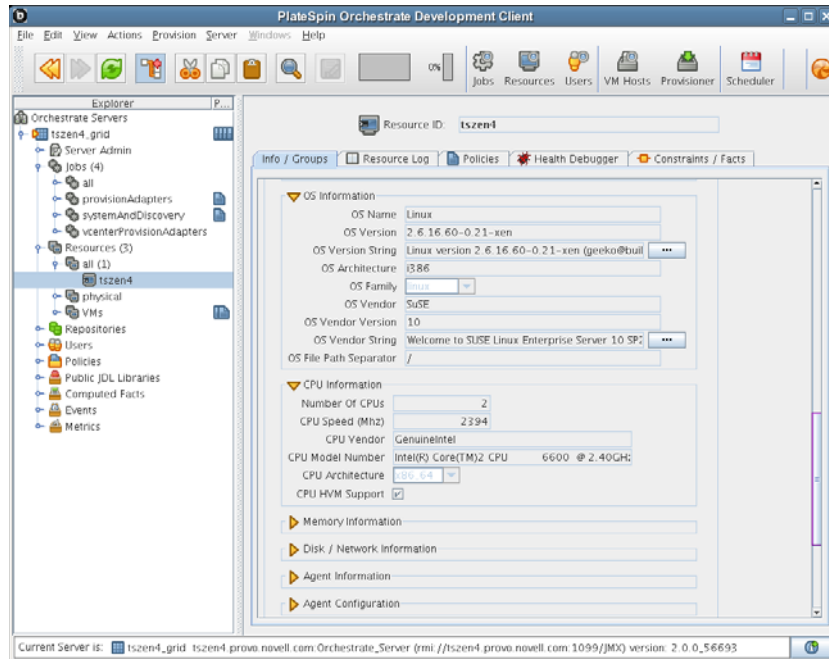 PlateSpin Orchestrate Development Client
File Edit View Actions Provision Server Windows Help
0%
Jobs Resources Users VM Hosts Provisioner Scheduler
Explorer P...
Orchestrate Servers
tszen4_grid
Server Admin
Jobs (4)
all
provisionAdapters
systemAndDiscovery
vcenterProvisionAdapters
Resources (3)
all (1)
tszen4
physical
VMs
Repositories
Users
Policies
Public JDL Libraries
Computed Facts
Events
Metrics
Resource ID: tszen4
Info / Groups Resource Log Policies Health Debugger Constraints / Facts
OS Information
OS Name Linux
OS Version 2.6.16.60-0.21-xen
OS Version String Linux version 2.6.16.60-0.21-xen (geeko@buil ...
OS Architecture i386
OS Family linux
OS Vendor SuSE
OS Vendor Version 10
OS Vendor String Welcome to SUSE Linux Enterprise Server 10 SP2 ...
OS File Path Separator /
CPU Information
Number Of CPUs 2
CPU Speed (Mhz) 2394
CPU Vendor GenuineIntel
CPU Model Number Intel(R) Core(TM)2 CPU 6600 @ 2.40GHz
CPU Architecture x86_64
CPU HVM Support
Memory Information
Disk / Network Information
Agent Information
Agent Configuration
Current Server is: tszen4_grid tszen4.provo.novell.com Orchestrate_Server (rmi://tszen4.provo.novell.com:1099/JMX) version: 2.0.0_56693